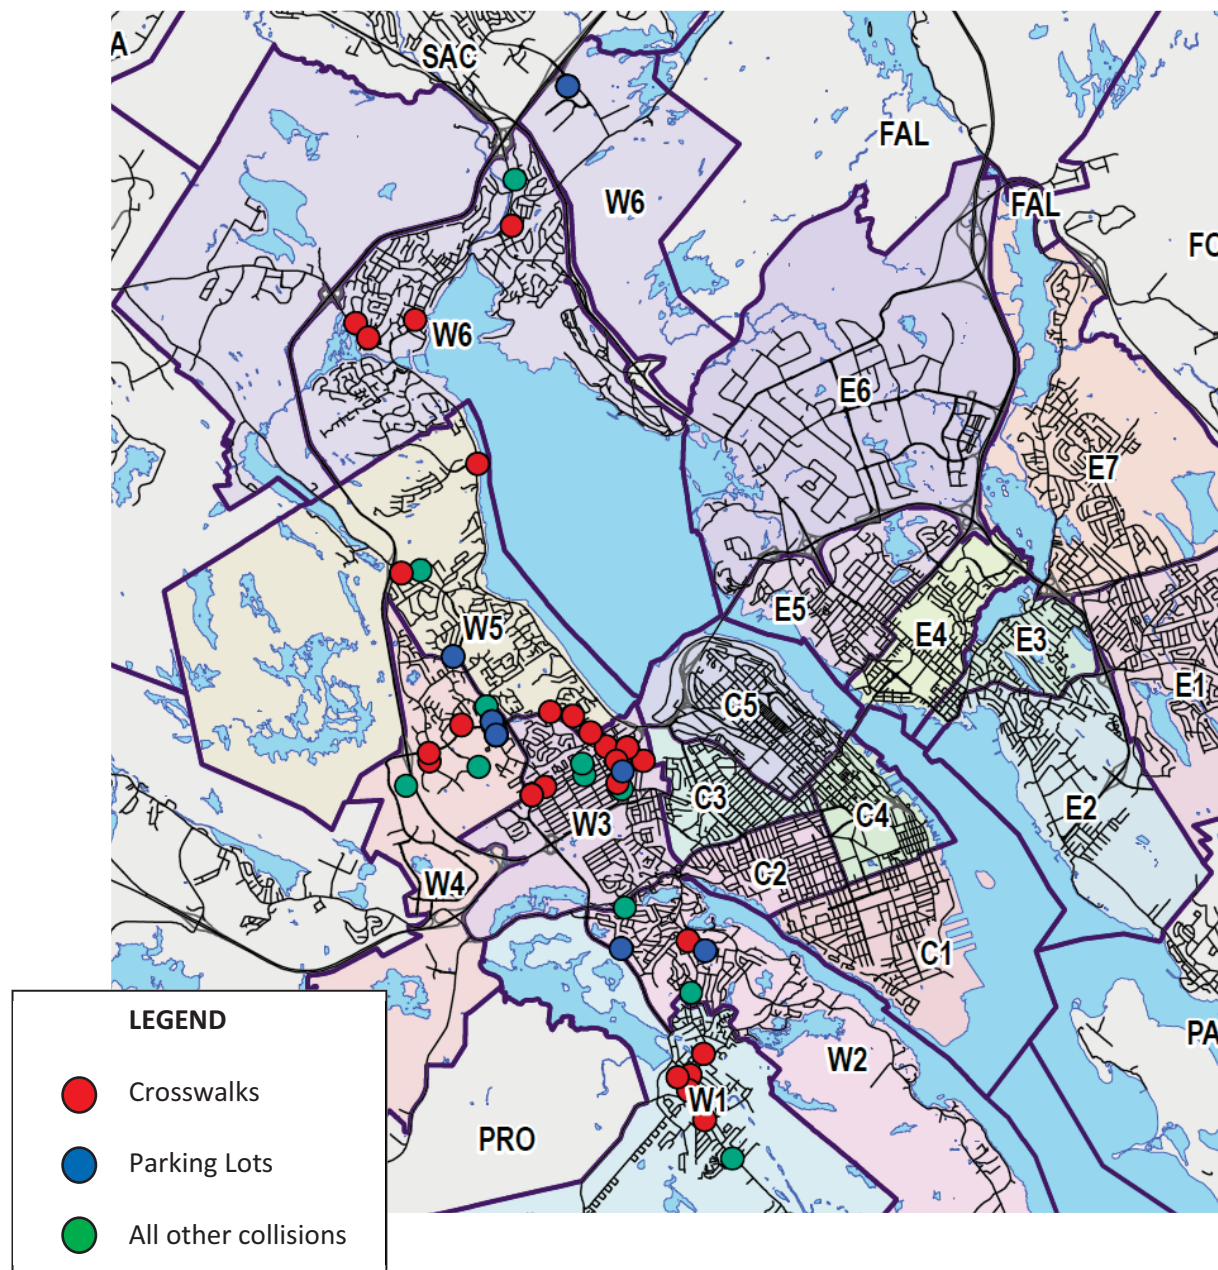 A
SAC
FAL
W6
FAL
FC
W6
E6
E7
W5
E5
E4
E3
E1
C5
C3
C4
E2
W3
C2
W4
C1
W2
PA
W1
PRO
LEGEND
Crosswalks
Parking Lots
All other collisions